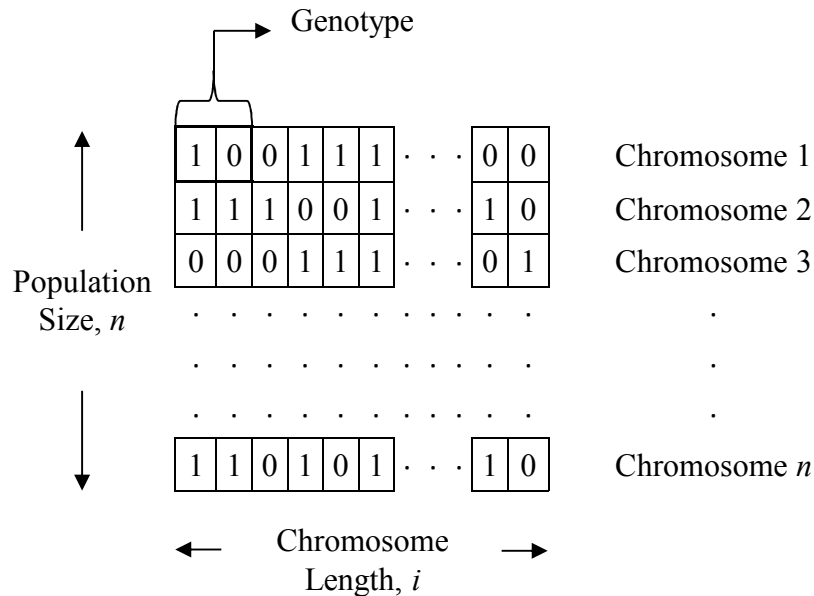 Genotype
1 0 0 1 1 1 · · · 0 0 Chromosome 1
1 1 1 0 0 1 · · · 1 0 Chromosome 2
0 0 0 1 1 1 · · · 0 1 Chromosome 3
Population
Size, n
· · · · · · · · · · ·
· · · · · · · · · · ·
· · · · · · · · · · ·
1 1 0 1 0 1 · · · 1 0 Chromosome n
Chromosome
Length, i